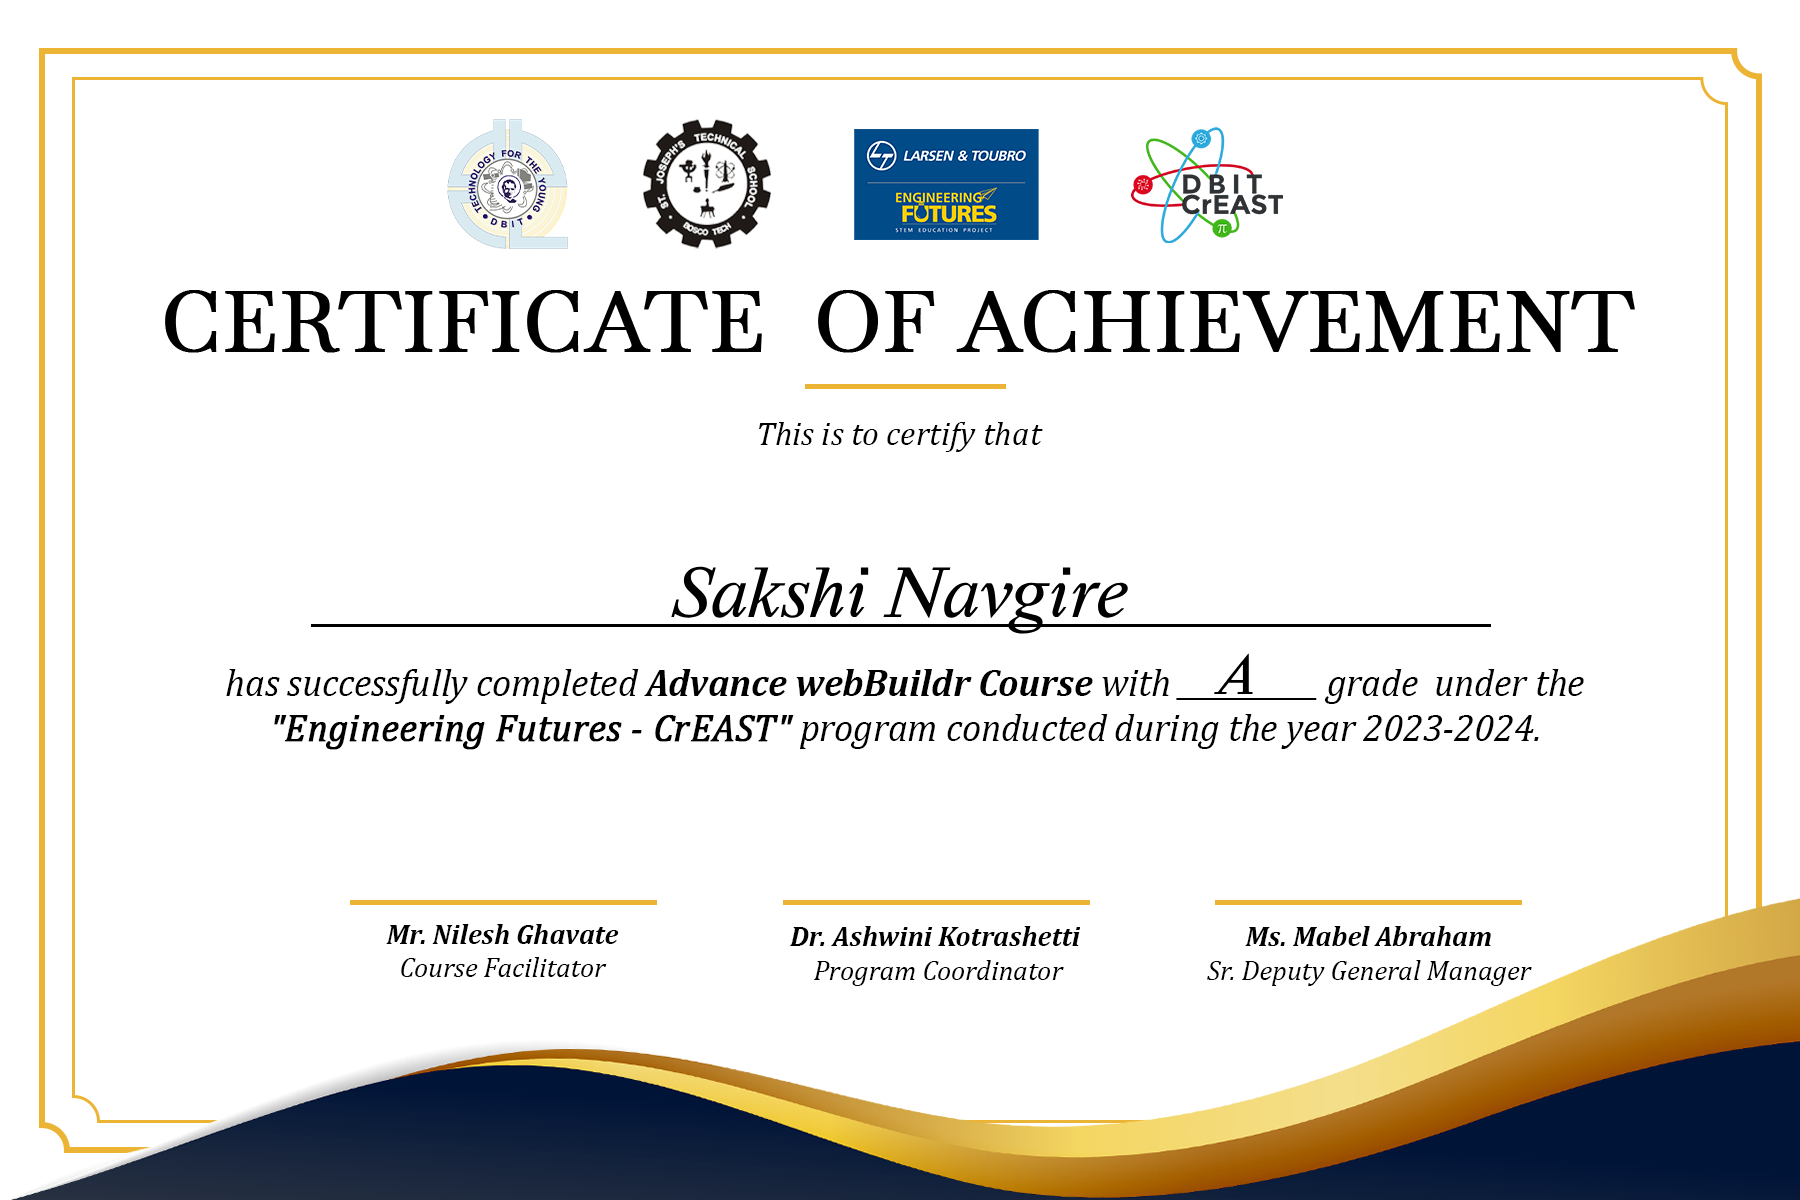 TECHNOLOGY FOR THE YOUNG
DBIT
ST. JOSEPH'S TECHNICAL SCHOOL
BOSCO TECH
LARSEN & TOUBRO
ENGINEERING
FUTURES
STEM EDUCATION PROJECT
DBIT
CrEAST
π
CERTIFICATE OF ACHIEVEMENT
This is to certify that
Sakshi Navgire
has successfully completed Advance webBuildr Course with A grade under the
"Engineering Futures - CrEAST" program conducted during the year 2023-2024.
Mr. Nilesh Ghavate
Course Facilitator
Dr. Ashwini Kotrashetti
Program Coordinator
Ms. Mabel Abraham
Sr. Deputy General Manager